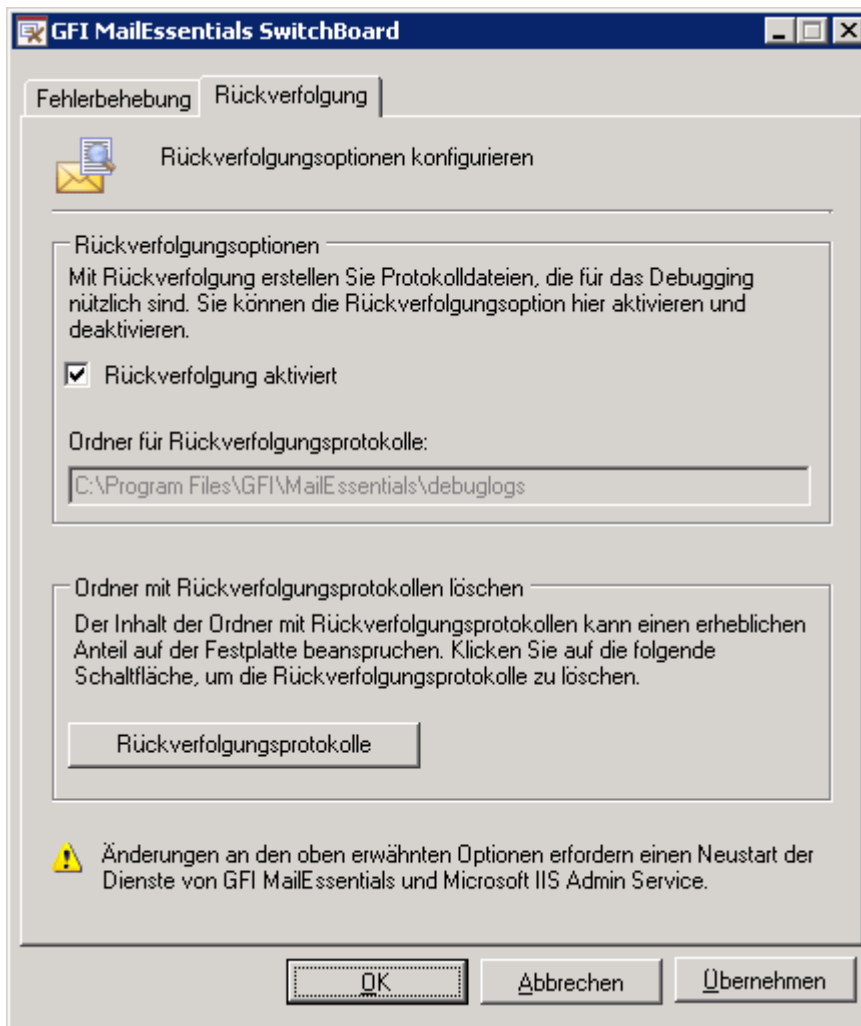 GFI MailEssentials SwitchBoard
Fehlerbehebung
Rückverfolgung
Rückverfolgungsoptionen konfigurieren
Rückverfolgungsoptionen
Mit Rückverfolgung erstellen Sie Protokolldateien, die für das Debugging
nützlich sind. Sie können die Rückverfolgungsoption hier aktivieren und
deaktivieren.
Rückverfolgung aktiviert
Ordner für Rückverfolgungsprotokolle:
C:\Program Files\GFI\MailEssentials\debuglogs
Ordner mit Rückverfolgungsprotokollen löschen
Der Inhalt der Ordner mit Rückverfolgungsprotokollen kann einen erheblichen
Anteil auf der Festplatte beanspruchen. Klicken Sie auf die folgende
Schaltfläche, um die Rückverfolgungsprotokolle zu löschen.
Rückverfolgungsprotokolle
Änderungen an den oben erwähnten Optionen erfordern einen Neustart der
Dienste von GFI MailEssentials und Microsoft IIS Admin Service.
OK
Abbrechen
Übernehmen